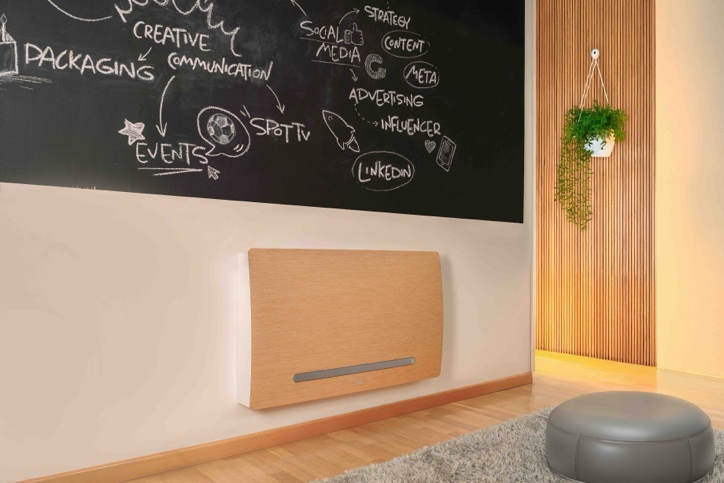 CREATIVE
COMMUNICATION
PACKAGING
EVENTS
SPOT TV
SOCIAL
MEDIA
STRATEGY
CONTENT
META
ADVERTISING
INFLUENCER
LINKEDIN